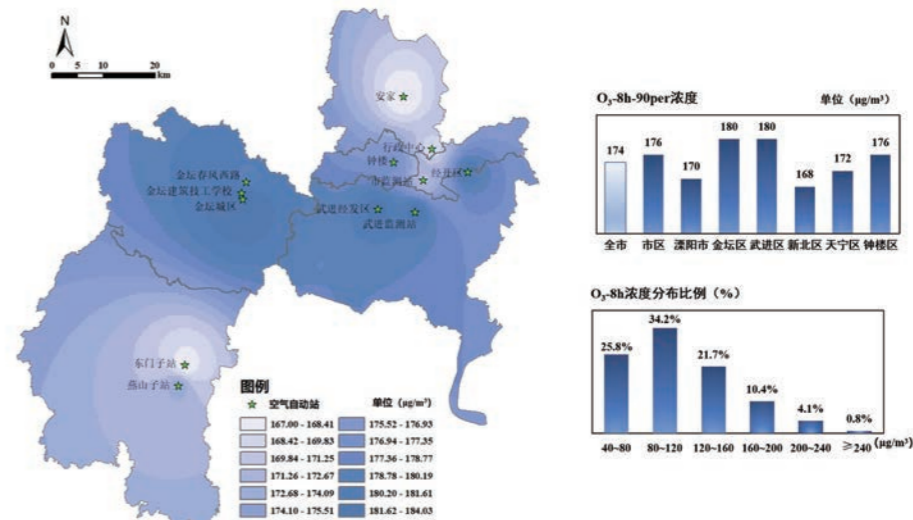 N
0
10
20
km
安家
行政中心
钟楼
经开区
市监测站
金坛春风西路
金坛建筑技工学校
金坛城区
武进经发区
武进监测站
东门子站
燕山子站
图例
空气自动站
单位 (μg/m³)
167.00 - 168.41
168.42 - 169.83
169.84 - 171.25
171.26 - 172.67
172.68 - 174.09
174.10 - 175.51
175.52 - 176.93
176.94 - 177.35
177.36 - 178.77
178.78 - 180.19
180.20 - 181.61
181.62 - 184.03
O₃-8h-90per浓度 单位（μg/m³）
174 176 170 180 180 168 172 176
全市 市区 溧阳市 金坛区 武进区 新北区 天宁区 钟楼区
O₃-8h浓度分布比例（%）
25.8% 34.2% 21.7% 10.4% 4.1% 0.8%
40~80 80~120 120~160 160~200 200~240 ≥240 (μg/m³)